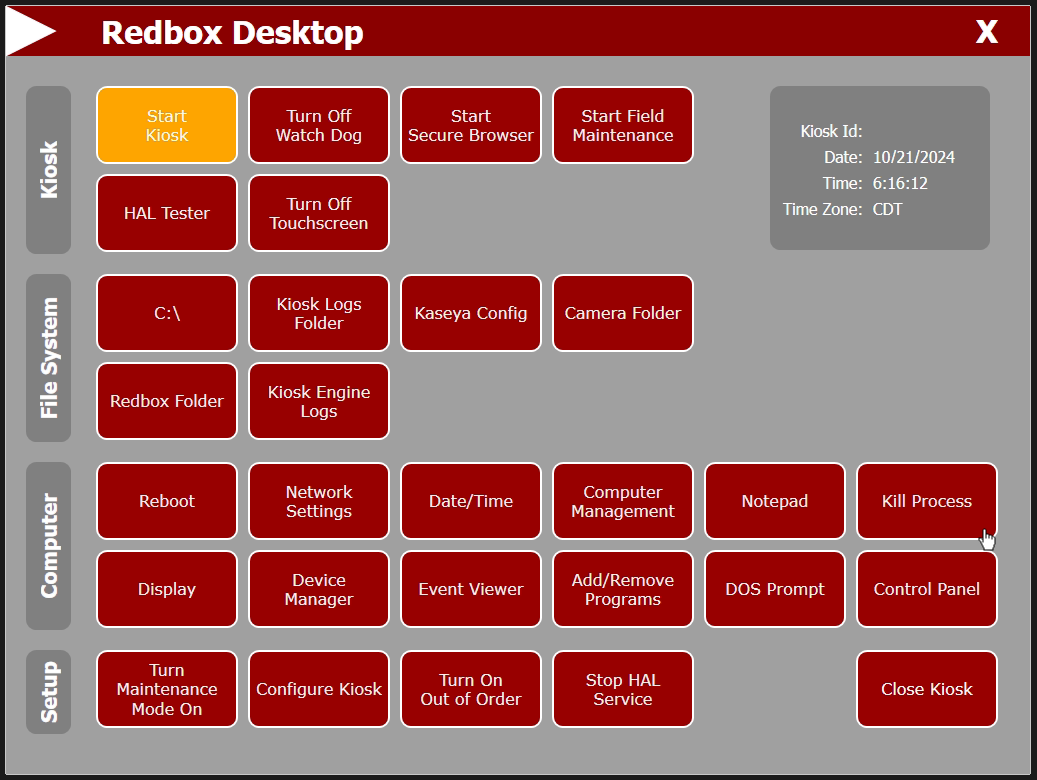 Redbox Desktop
X
Kiosk
Start
Kiosk
Turn Off
Watch Dog
Start
Secure Browser
Start Field
Maintenance
HAL Tester
Turn Off
Touchscreen
Kiosk Id:
Date: 10/21/2024
Time: 6:16:12
Time Zone: CDT
File System
C:\
Kiosk Logs
Folder
Kaseya Config
Camera Folder
Redbox Folder
Kiosk Engine
Logs
Computer
Reboot
Network
Settings
Date/Time
Computer
Management
Notepad
Kill Process
Display
Device
Manager
Event Viewer
Add/Remove
Programs
DOS Prompt
Control Panel
Setup
Turn
Maintenance
Mode On
Configure Kiosk
Turn On
Out of Order
Stop HAL
Service
Close Kiosk